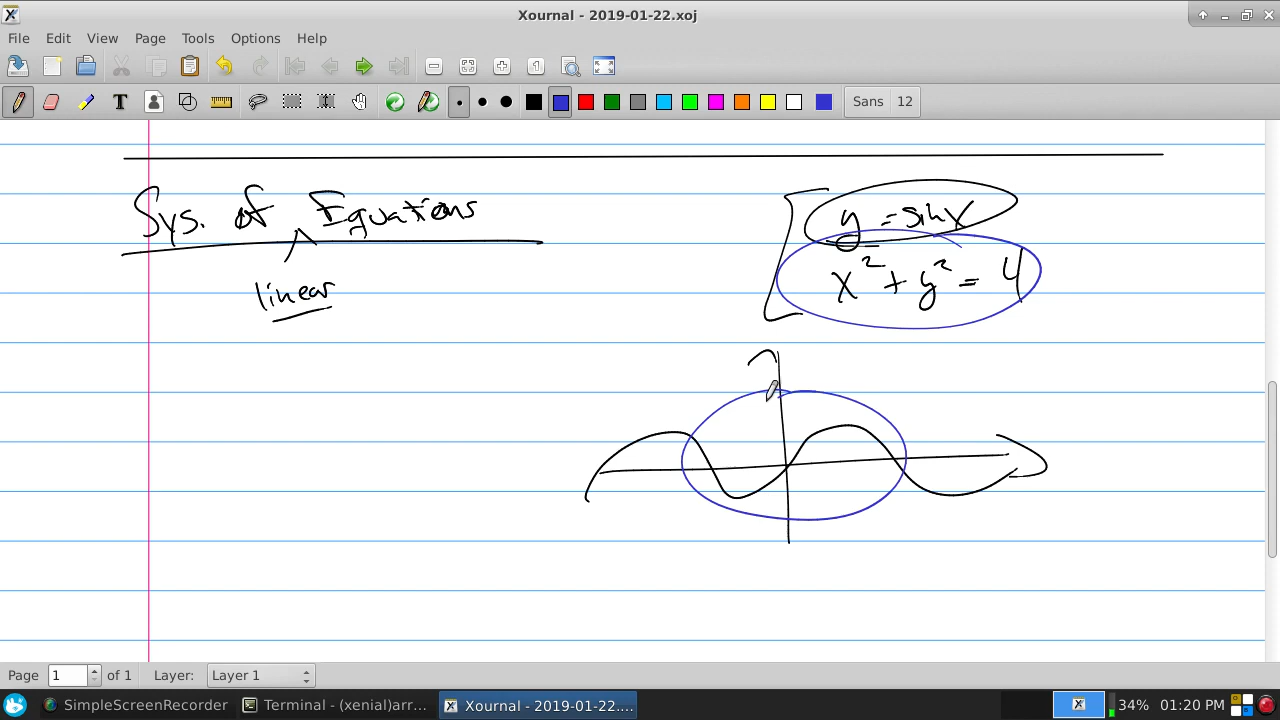 Xournal - 2019-01-22.xoj
File Edit View Page Tools Options Help
Sans 12
Sys. of Equations
linear
y = sin x
x² + y² = 4
Page 1 of 1 Layer: Layer 1
SimpleScreenRecorder Terminal - (xenial)arr... Xournal - 2019-01-22.... 34% 01:20 PM